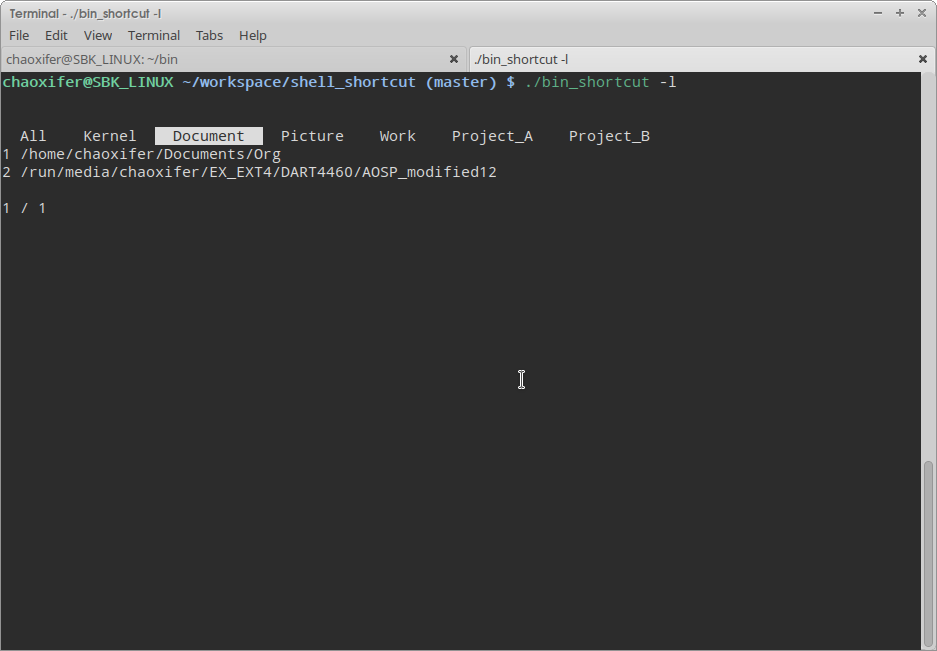 Terminal - ./bin_shortcut -l
File Edit View Terminal Tabs Help
chaoxifer@SBK_LINUX: ~/bin ./bin_shortcut -l
chaoxifer@SBK_LINUX ~/workspace/shell_shortcut (master) $ ./bin_shortcut -l
All Kernel Document Picture Work Project_A Project_B
1 /home/chaoxifer/Documents/Org
2 /run/media/chaoxifer/EX_EXT4/DART4460/AOSP_modified12
1 / 1